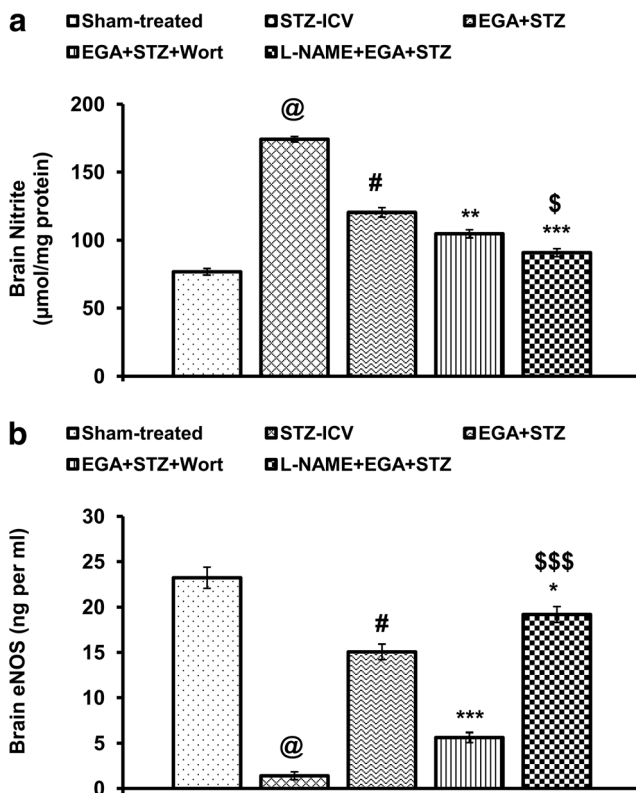 a
Sham-treated STZ-ICV EGA+STZ
EGA+STZ+Wort L-NAME+EGA+STZ
Brain Nitrite
(µmol/mg protein)
200
150
100
50
0
@
#
**
$
***
b
Sham-treated STZ-ICV EGA+STZ
EGA+STZ+Wort L-NAME+EGA+STZ
Brain eNOS (ng per ml)
30
25
20
15
10
5
0
@
#
***
$$$
*